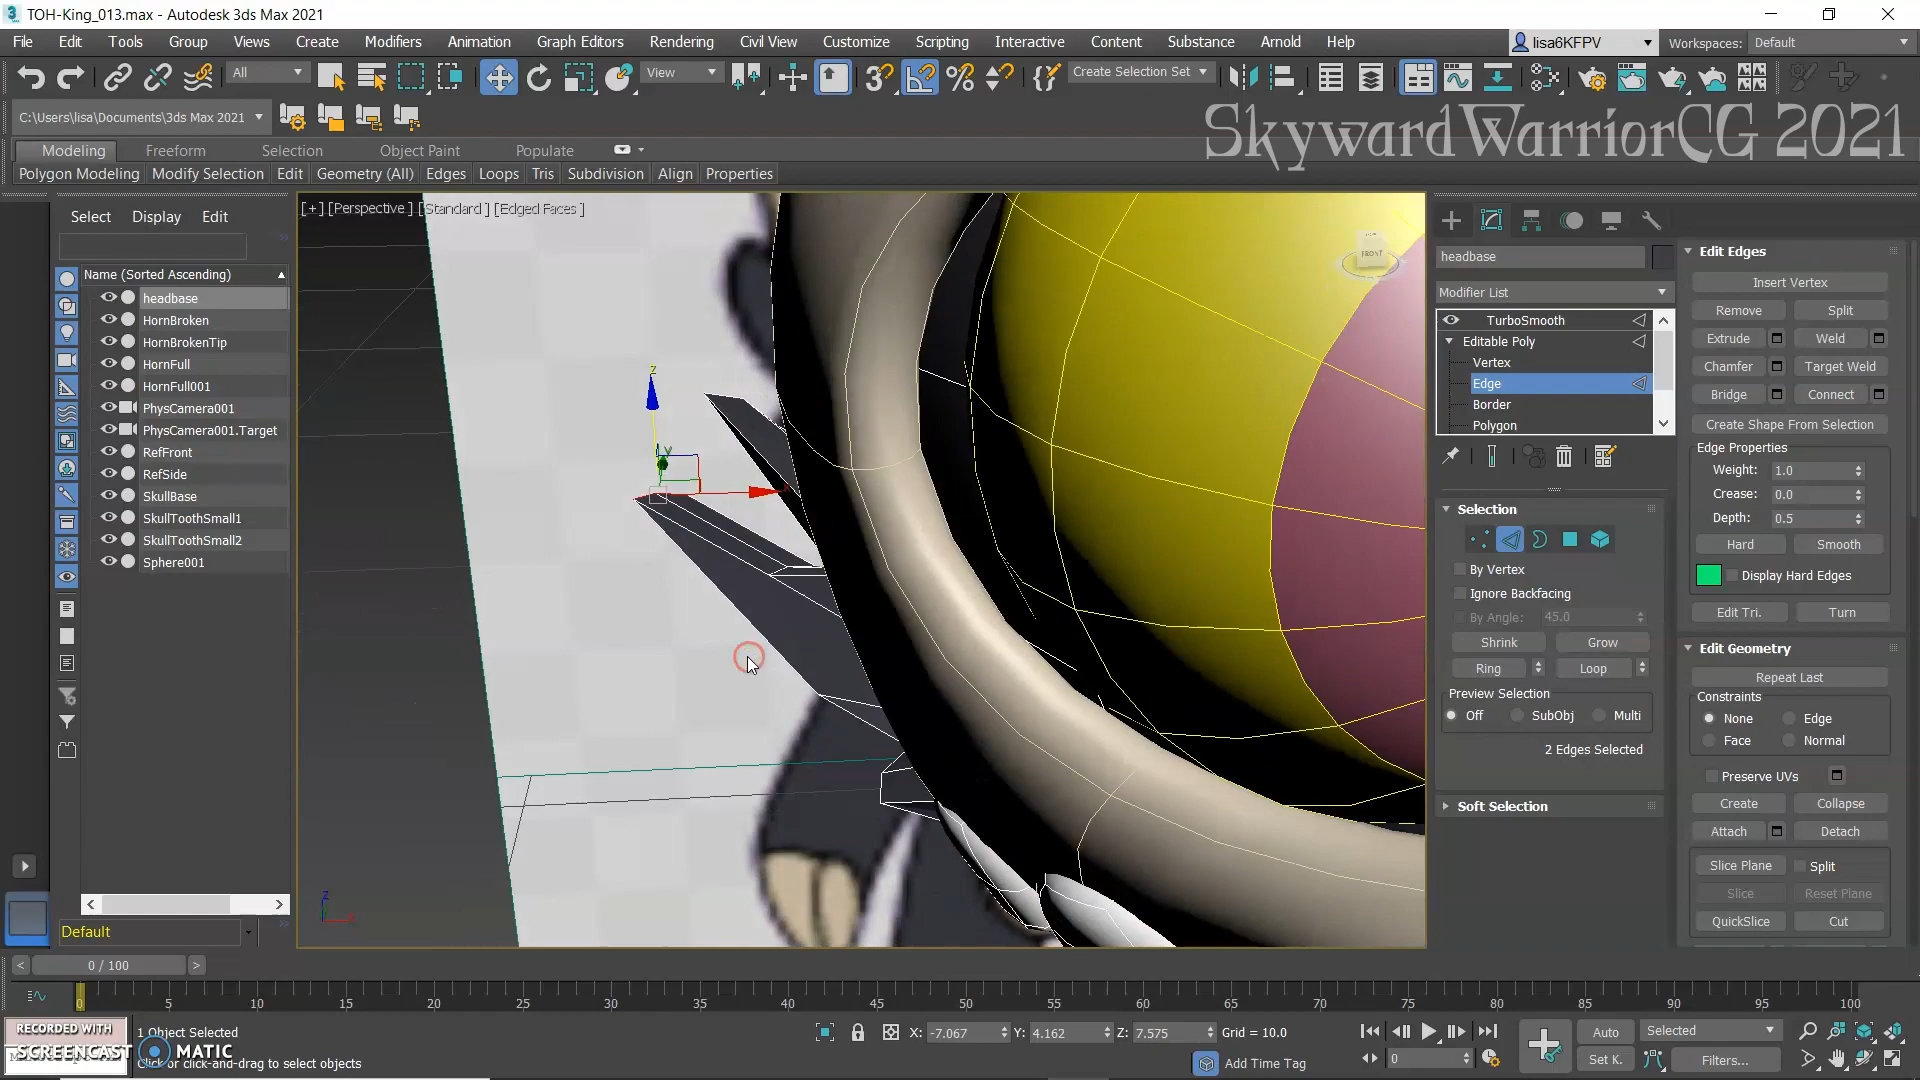 TOH-King_013.max - Autodesk 3ds Max 2021
File Edit Tools Group Views Create Modifiers Animation Graph Editors Rendering Civil View Customize Scripting Interactive Content Substance Arnold Help lisa6KFPV Workspaces: Default
All View Create Selection Set
C:\Users\lisa\Documents\3ds Max 2021
SkywardWarriorCG 2021
Modeling Freeform Selection Object Paint Populate
Polygon Modeling Modify Selection Edit Geometry (All) Edges Loops Tris Subdivision Align Properties
Select Display Edit
[+] [Perspective ] [Standard ] [Edged Faces ]
Name (Sorted Ascending)
headbase
HornBroken
HornBrokenTip
HornFull
HornFull001
PhysCamera001
PhysCamera001.Target
RefFront
RefSide
SkullBase
SkullToothSmall1
SkullToothSmall2
Sphere001
Default
z
y
FRONT
z
headbase
Modifier List
TurboSmooth
Editable Poly
Vertex
Edge
Border
Polygon
Selection
By Vertex
Ignore Backfacing
By Angle: 45.0
Shrink Grow
Ring Loop
Preview Selection
Off SubObj Multi
2 Edges Selected
Soft Selection
Edit Edges
Insert Vertex
Remove Split
Extrude Weld
Chamfer Target Weld
Bridge Connect
Create Shape From Selection
Edge Properties
Weight: 1.0
Crease: 0.0
Depth: 0.5
Hard Smooth
Display Hard Edges
Edit Tri. Turn
Edit Geometry
Repeat Last
Constraints
None Edge
Face Normal
Preserve UVs
Create Collapse
Attach Detach
Slice Plane Split
Slice Reset Plane
QuickSlice Cut
< 0 / 100 >
0 5 10 15 20 25 30 35 40 45 50 55 60 65 70 75 80 85 90 95 100
RECORDED WITH
SCREENCAST MATIC
1 Object Selected
Click or click-and-drag to select objects
X: -7.067 Y: 4.162 Z: 7.575 Grid = 10.0
Add Time Tag
0
Auto Selected
Set K. Filters...